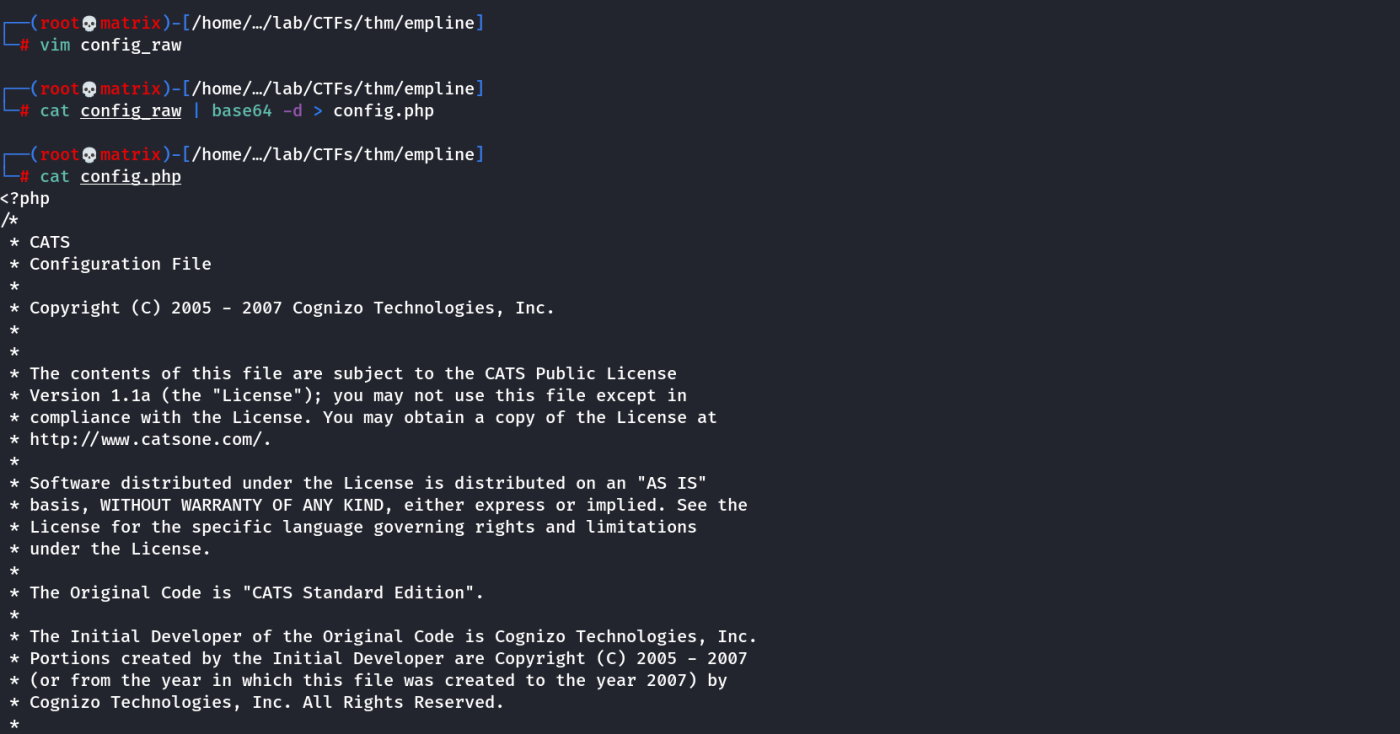 ┌──(root💀matrix)-[/home/…/lab/CTFs/thm/empline]
└─# vim config_raw
┌──(root💀matrix)-[/home/…/lab/CTFs/thm/empline]
└─# cat config_raw | base64 -d > config.php
┌──(root💀matrix)-[/home/…/lab/CTFs/thm/empline]
└─# cat config.php
<?php
/*
 * CATS
 * Configuration File
 *
 * Copyright (C) 2005 - 2007 Cognizo Technologies, Inc.
 *
 *
 * The contents of this file are subject to the CATS Public License
 * Version 1.1a (the "License"); you may not use this file except in
 * compliance with the License. You may obtain a copy of the License at
 * http://www.catsone.com/.
 *
 * Software distributed under the License is distributed on an "AS IS"
 * basis, WITHOUT WARRANTY OF ANY KIND, either express or implied. See the
 * License for the specific language governing rights and limitations
 * under the License.
 *
 * The Original Code is "CATS Standard Edition".
 *
 * The Initial Developer of the Original Code is Cognizo Technologies, Inc.
 * Portions created by the Initial Developer are Copyright (C) 2005 - 2007
 * (or from the year in which this file was created to the year 2007) by
 * Cognizo Technologies, Inc. All Rights Reserved.
 *